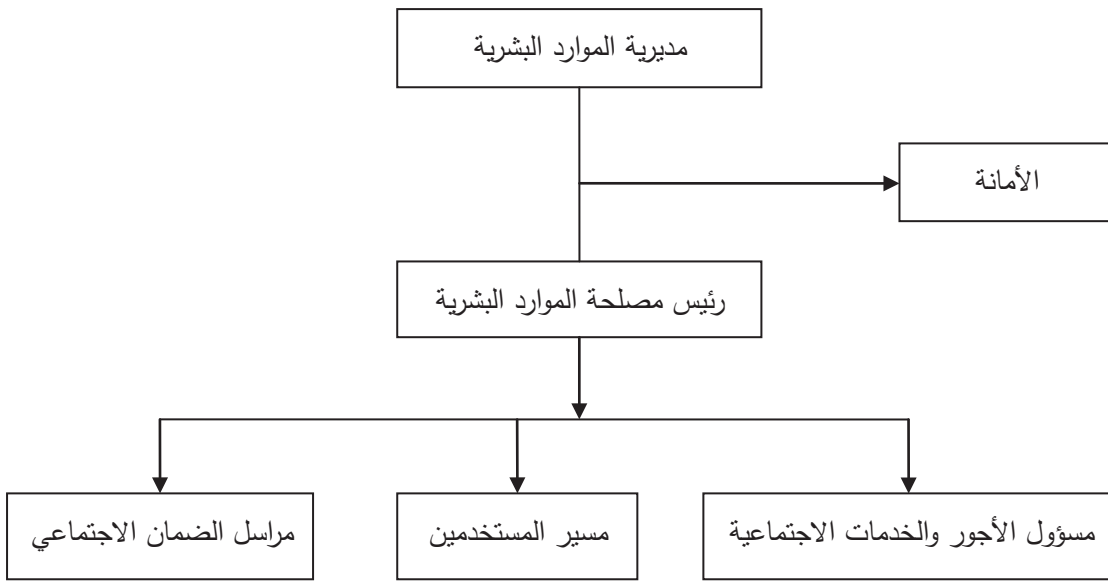 مديرية الموارد البشرية
الأمانة
رئيس مصلحة الموارد البشرية
مسؤول الأجور والخدمات الاجتماعية
مسير المستخدمين
مراسل الضمان الاجتماعي